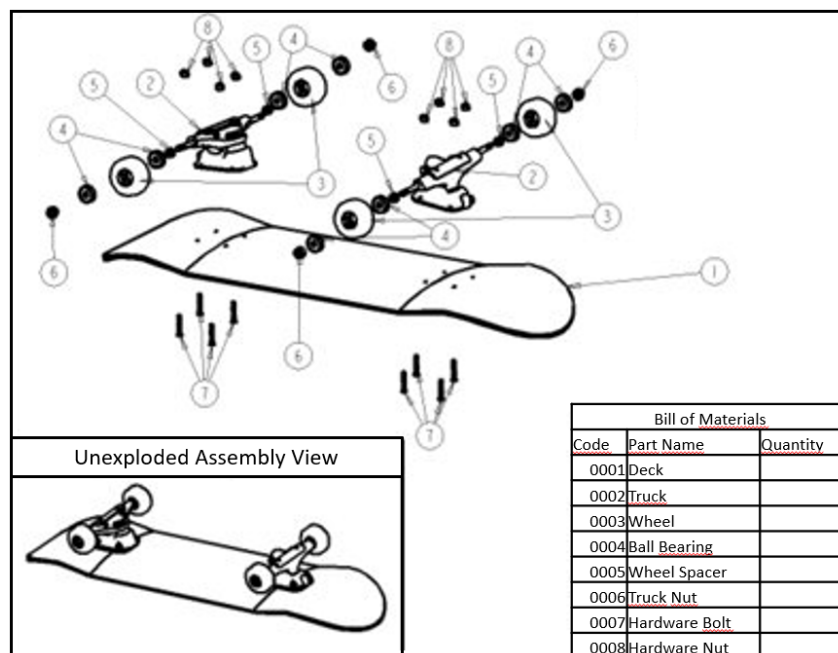 8
4
5
6
8
4
6
5
2
6
5
4
5
2
3
3
4
6
1
6
7
7
Bill of Materials
Code Part Name Quantity
0001 Deck
0002 Truck
0003 Wheel
0004 Ball Bearing
0005 Wheel Spacer
0006 Truck Nut
0007 Hardware Bolt
0008 Hardware Nut
Unexploded Assembly View